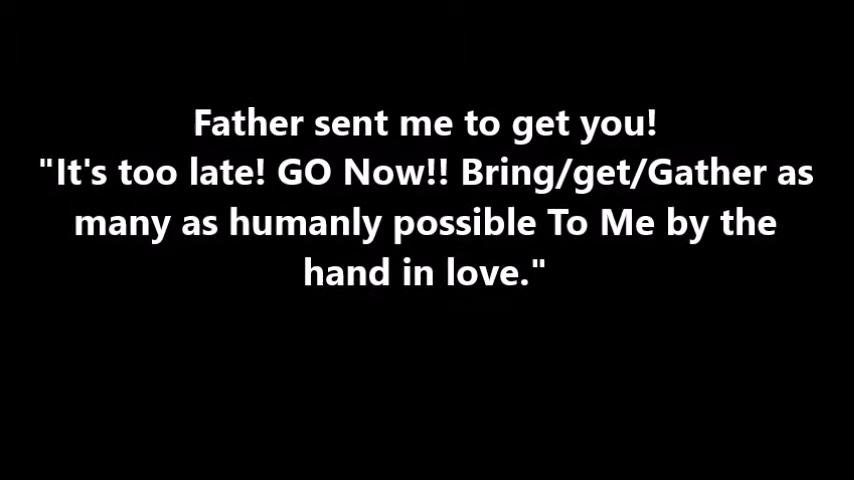 Father sent me to get you!
"It's too late! GO Now!! Bring/get/Gather as
many as humanly possible To Me by the
hand in love."